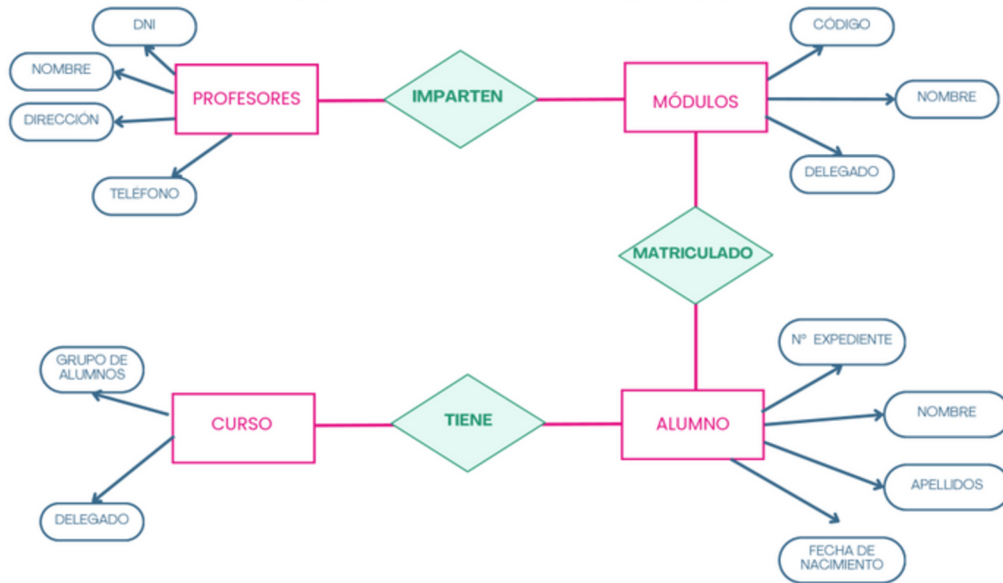 DNI
CÓDIGO
NOMBRE
PROFESORES
IMPARTEN
MÓDULOS
NOMBRE
DIRECCIÓN
TELÉFONO
DELEGADO
MATRICULADO
Nº EXPEDIENTE
GRUPO DE
ALUMNOS
CURSO
TIENE
ALUMNO
NOMBRE
APELLIDOS
DELEGADO
FECHA DE
NACIMIENTO